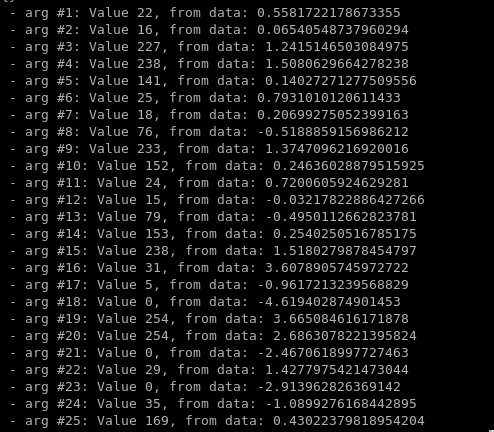 - arg #1: Value 22, from data: 0.5581722178673355
- arg #2: Value 16, from data: 0.06540548737960294
- arg #3: Value 227, from data: 1.2415146503084975
- arg #4: Value 238, from data: 1.5080629664278238
- arg #5: Value 141, from data: 0.14027271277509556
- arg #6: Value 25, from data: 0.7931010120611433
- arg #7: Value 18, from data: 0.20699275052399163
- arg #8: Value 76, from data: -0.5188859156986212
- arg #9: Value 233, from data: 1.3747096216920016
- arg #10: Value 152, from data: 0.24636028879515925
- arg #11: Value 24, from data: 0.7200605924629281
- arg #12: Value 15, from data: -0.03217822886427266
- arg #13: Value 79, from data: -0.4950112662823781
- arg #14: Value 153, from data: 0.2540250516785175
- arg #15: Value 238, from data: 1.5180279878454797
- arg #16: Value 31, from data: 3.6078905745972722
- arg #17: Value 5, from data: -0.9617213239568829
- arg #18: Value 0, from data: -4.619402874901453
- arg #19: Value 254, from data: 3.665084616171878
- arg #20: Value 254, from data: 2.6863078221395824
- arg #21: Value 0, from data: -2.4670618997727463
- arg #22: Value 29, from data: 1.4277975421473044
- arg #23: Value 0, from data: -2.913962826369142
- arg #24: Value 35, from data: -1.0899276168442895
- arg #25: Value 169, from data: 0.43022379818954204